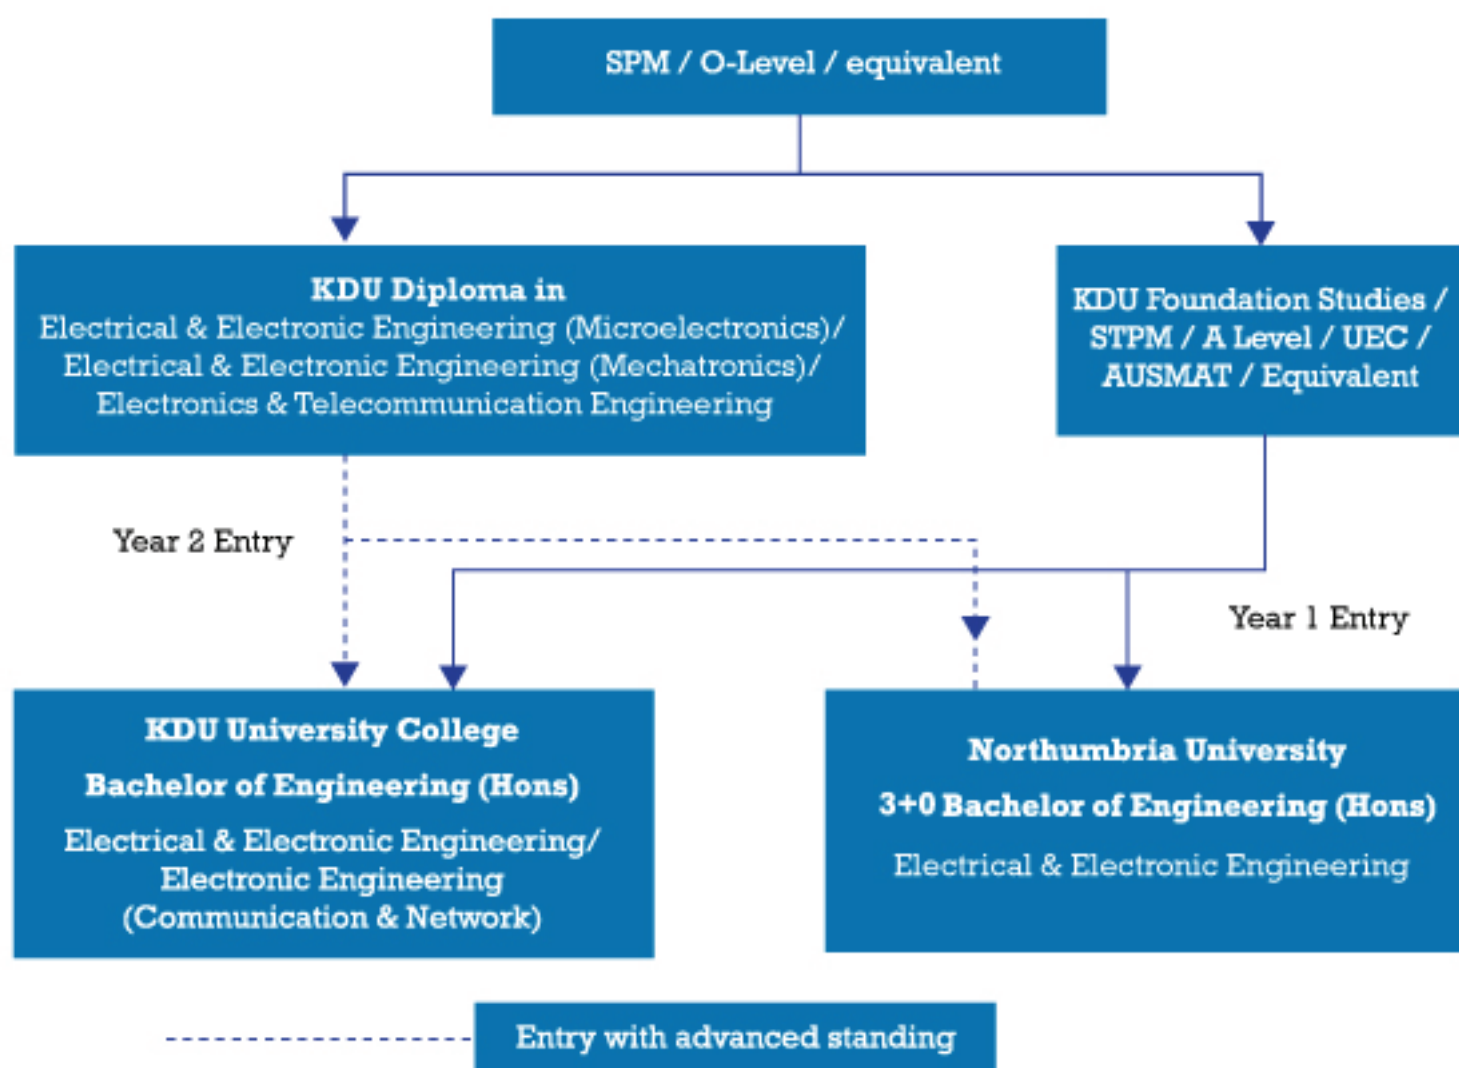 SPM / O-Level / equivalent
KDU Diploma in
Electrical & Electronic Engineering (Microelectronics)/
Electrical & Electronic Engineering (Mechatronics)/
Electronics & Telecommunication Engineering
KDU Foundation Studies /
STPM / A Level / UEC /
AUSMAT / Equivalent
Year 2 Entry
Year 1 Entry
KDU University College
Bachelor of Engineering (Hons)
Electrical & Electronic Engineering/
Electronic Engineering
(Communication & Network)
Northumbria University
3+0 Bachelor of Engineering (Hons)
Electrical & Electronic Engineering
Entry with advanced standing